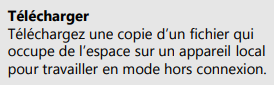 Télécharger
Téléchargez une copie d’un fichier qui
occupe de l’espace sur un appareil local
pour travailler en mode hors connexion.